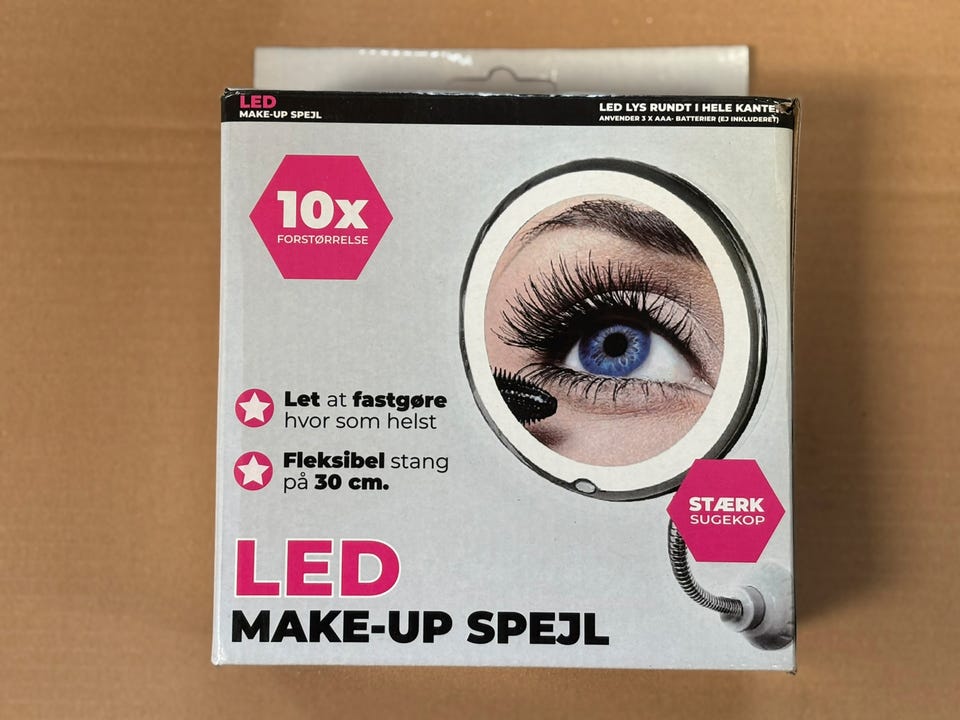 LED
MAKE-UP SPEJL
LED LYS RUNDT I HELE KANTEN
ANVENDER 3 X AAA- BATTERIER (EJ INKLUDERET)
10x
FORSTØRRELSE
Let at fastgøre
hvor som helst
Fleksibel stang
på 30 cm.
STÆRK
SUGEKOP
LED
MAKE-UP SPEJL